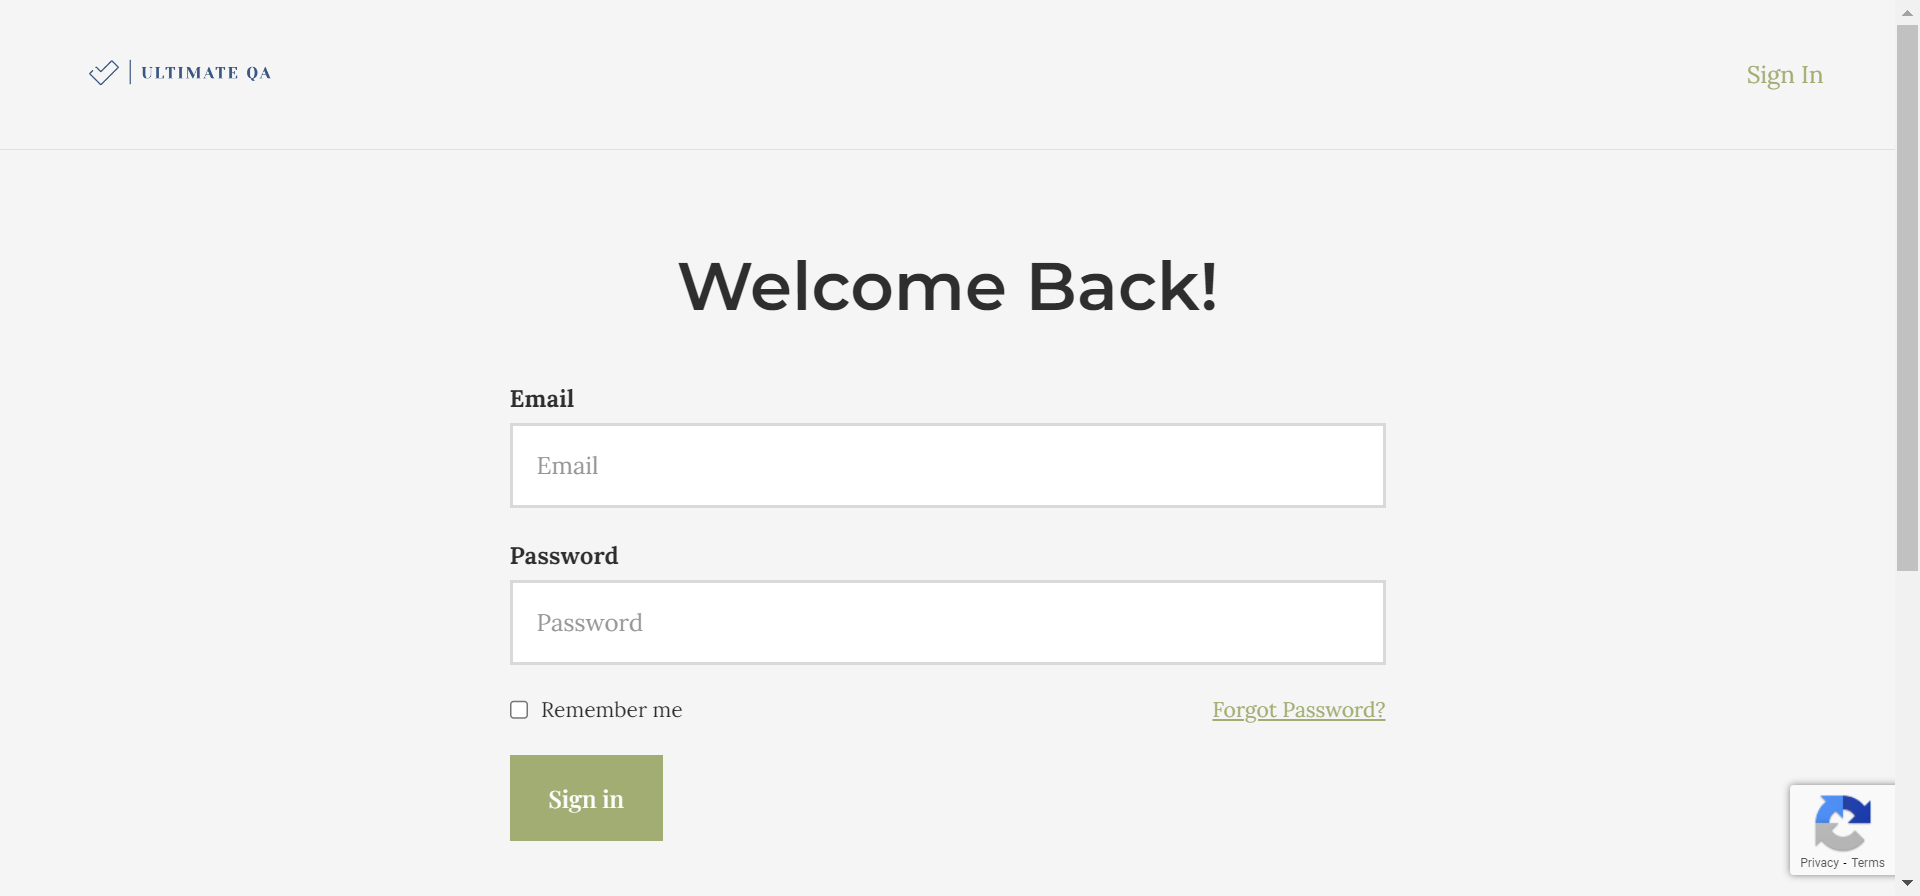 ULTIMATE QA
Sign In
Welcome Back!
Email
Email
Password
Password
Remember me
Forgot Password?
Sign in
Privacy - Terms